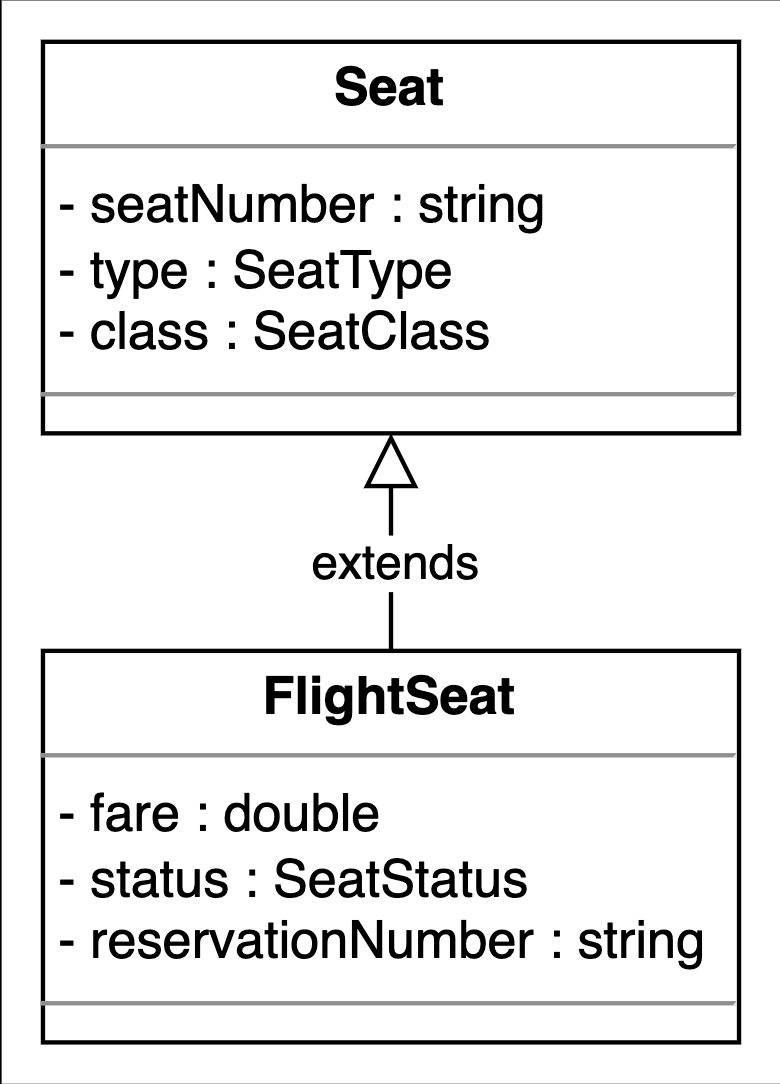 Seat
- seatNumber : string
- type : SeatType
- class : SeatClass
extends
FlightSeat
- fare : double
- status : SeatStatus
- reservationNumber : string